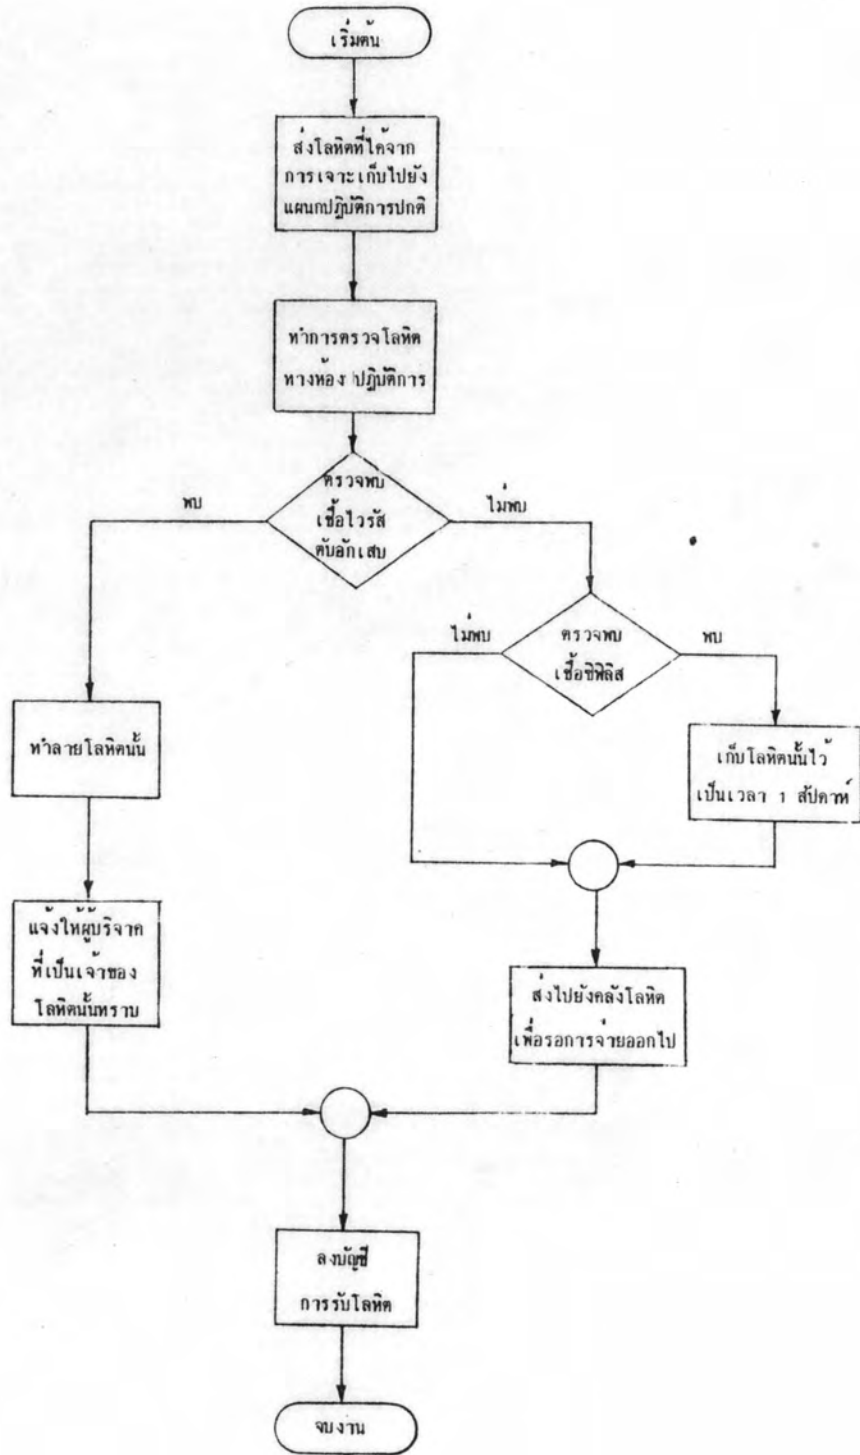 เริ่มต้น
ส่งโลหิตที่ได้จาก
การเจาะเก็บไปยัง
แผนกปฏิบัติการปกติ
ทำการตรวจโลหิต
ทางห้องปฏิบัติการ
ตรวจพบ
เชื้อไวรัส
ตับอักเสบ
พบ
ไม่พบ
ไม่พบ
ตรวจพบ
เชื้อซิฟิลิส
พบ
ทำลายโลหิตนั้น
เก็บโลหิตนั้นไว้
เป็นเวลา 1 สัปดาห์
แจ้งให้ผู้บริจาค
ที่เป็นเจ้าของ
โลหิตนั้นทราบ
ส่งไปยังคลังโลหิต
เพื่อรอการจ่ายออกไป
ลงบัญชี
การรับโลหิต
จบงาน